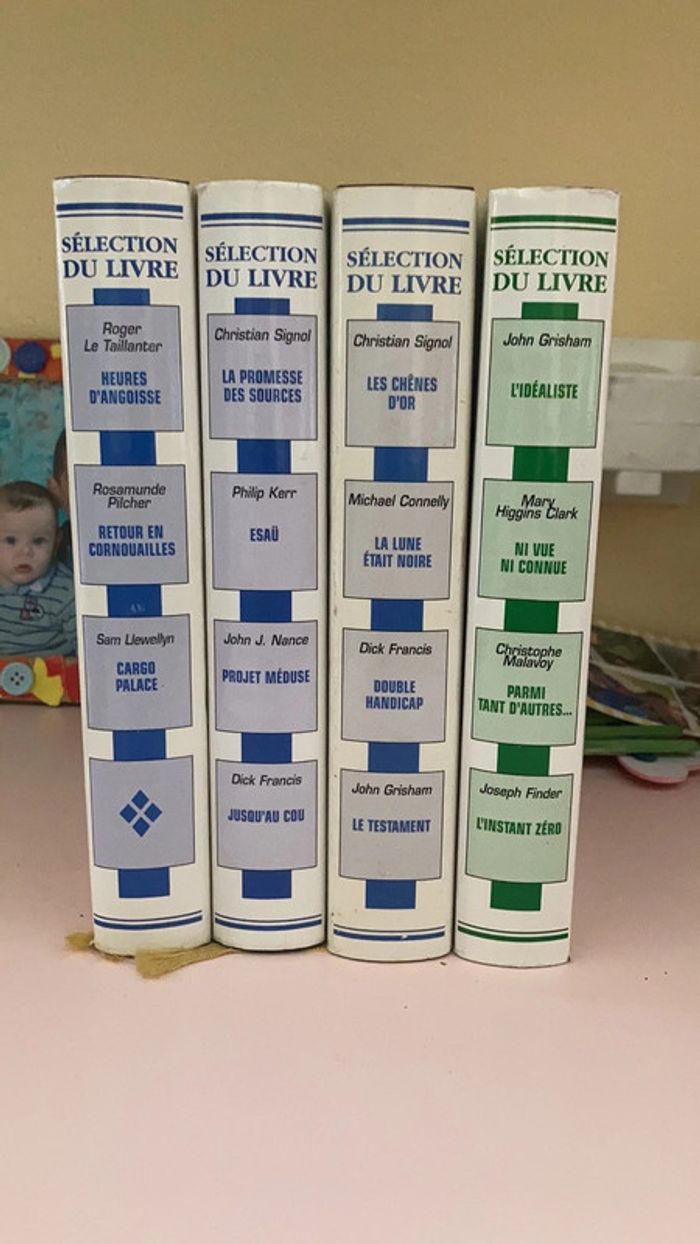 SÉLECTION
DU LIVRE
Roger
Le Taillanter
HEURES
D'ANGOISSE
Rosamunde
Pilcher
RETOUR EN
CORNOUAILLES
Sam Llewellyn
CARGO
PALACE
SÉLECTION
DU LIVRE
Christian Signol
LA PROMESSE
DES SOURCES
Philip Kerr
ESAÜ
John J. Nance
PROJET MÉDUSE
Dick Francis
JUSQU'AU COU
SÉLECTION
DU LIVRE
Christian Signol
LES CHÊNES
D'OR
Michael Connelly
LA LUNE
ÉTAIT NOIRE
Dick Francis
DOUBLE
HANDICAP
John Grisham
LE TESTAMENT
SÉLECTION
DU LIVRE
John Grisham
L'IDÉALISTE
Mary
Higgins Clark
NI VUE
NI CONNUE
Christophe
Malavoy
PARMI
TANT D'AUTRES...
Joseph Finder
L'INSTANT ZÉRO